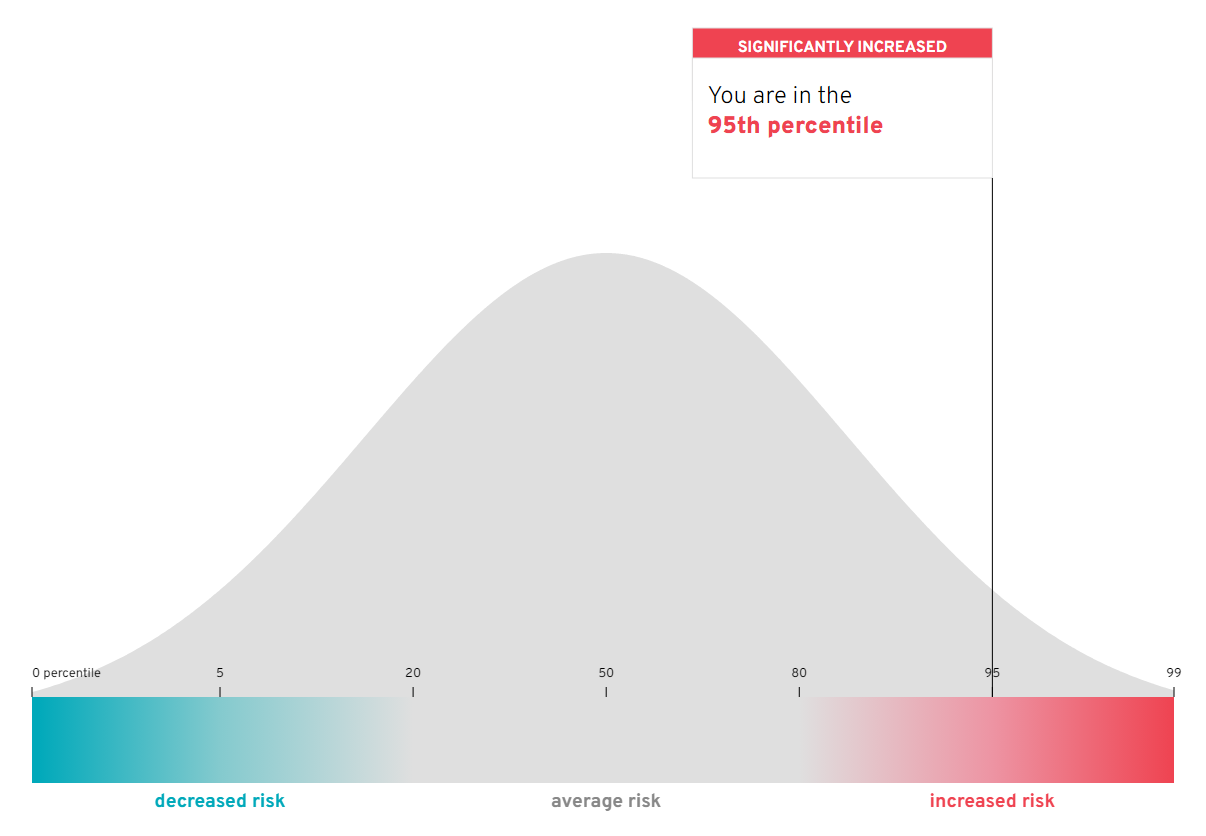 SIGNIFICANTLY INCREASED
You are in the
95th percentile
0 percentile 5 20 50 80 95 99
decreased risk average risk increased risk